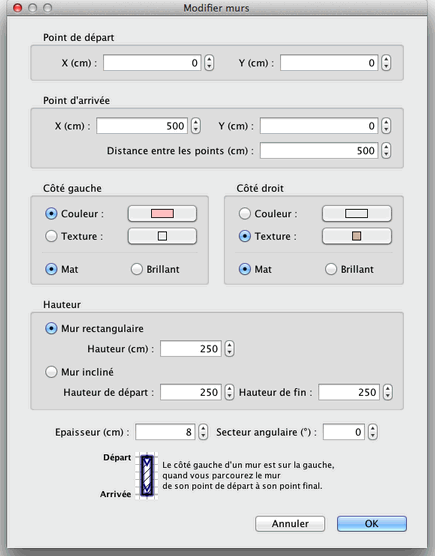 Modifier murs
Point de départ
X (cm) : 0 Y (cm) : 0
Point d'arrivée
X (cm) : 500 Y (cm) : 0
Distance entre les points (cm) : 500
Côté gauche Côté droit
Couleur : Couleur :
Texture : Texture :
Mat Brillant Mat Brillant
Hauteur
Mur rectangulaire
Hauteur (cm) : 250
Mur incliné
Hauteur de départ : 250 Hauteur de fin : 250
Epaisseur (cm) : 8 Secteur angulaire (°) : 0
Départ
Le côté gauche d'un mur est sur la gauche,
quand vous parcourez le mur
de son point de départ à son point final.
Arrivée
Annuler OK